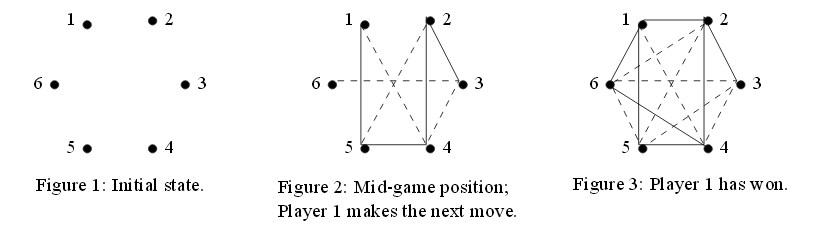 1 2
6 3
5 4
Figure 1: Initial state.
1 2
6 3
5 4
Figure 2: Mid-game position;
Player 1 makes the next move.
1 2
6 3
5 4
Figure 3: Player 1 has won.